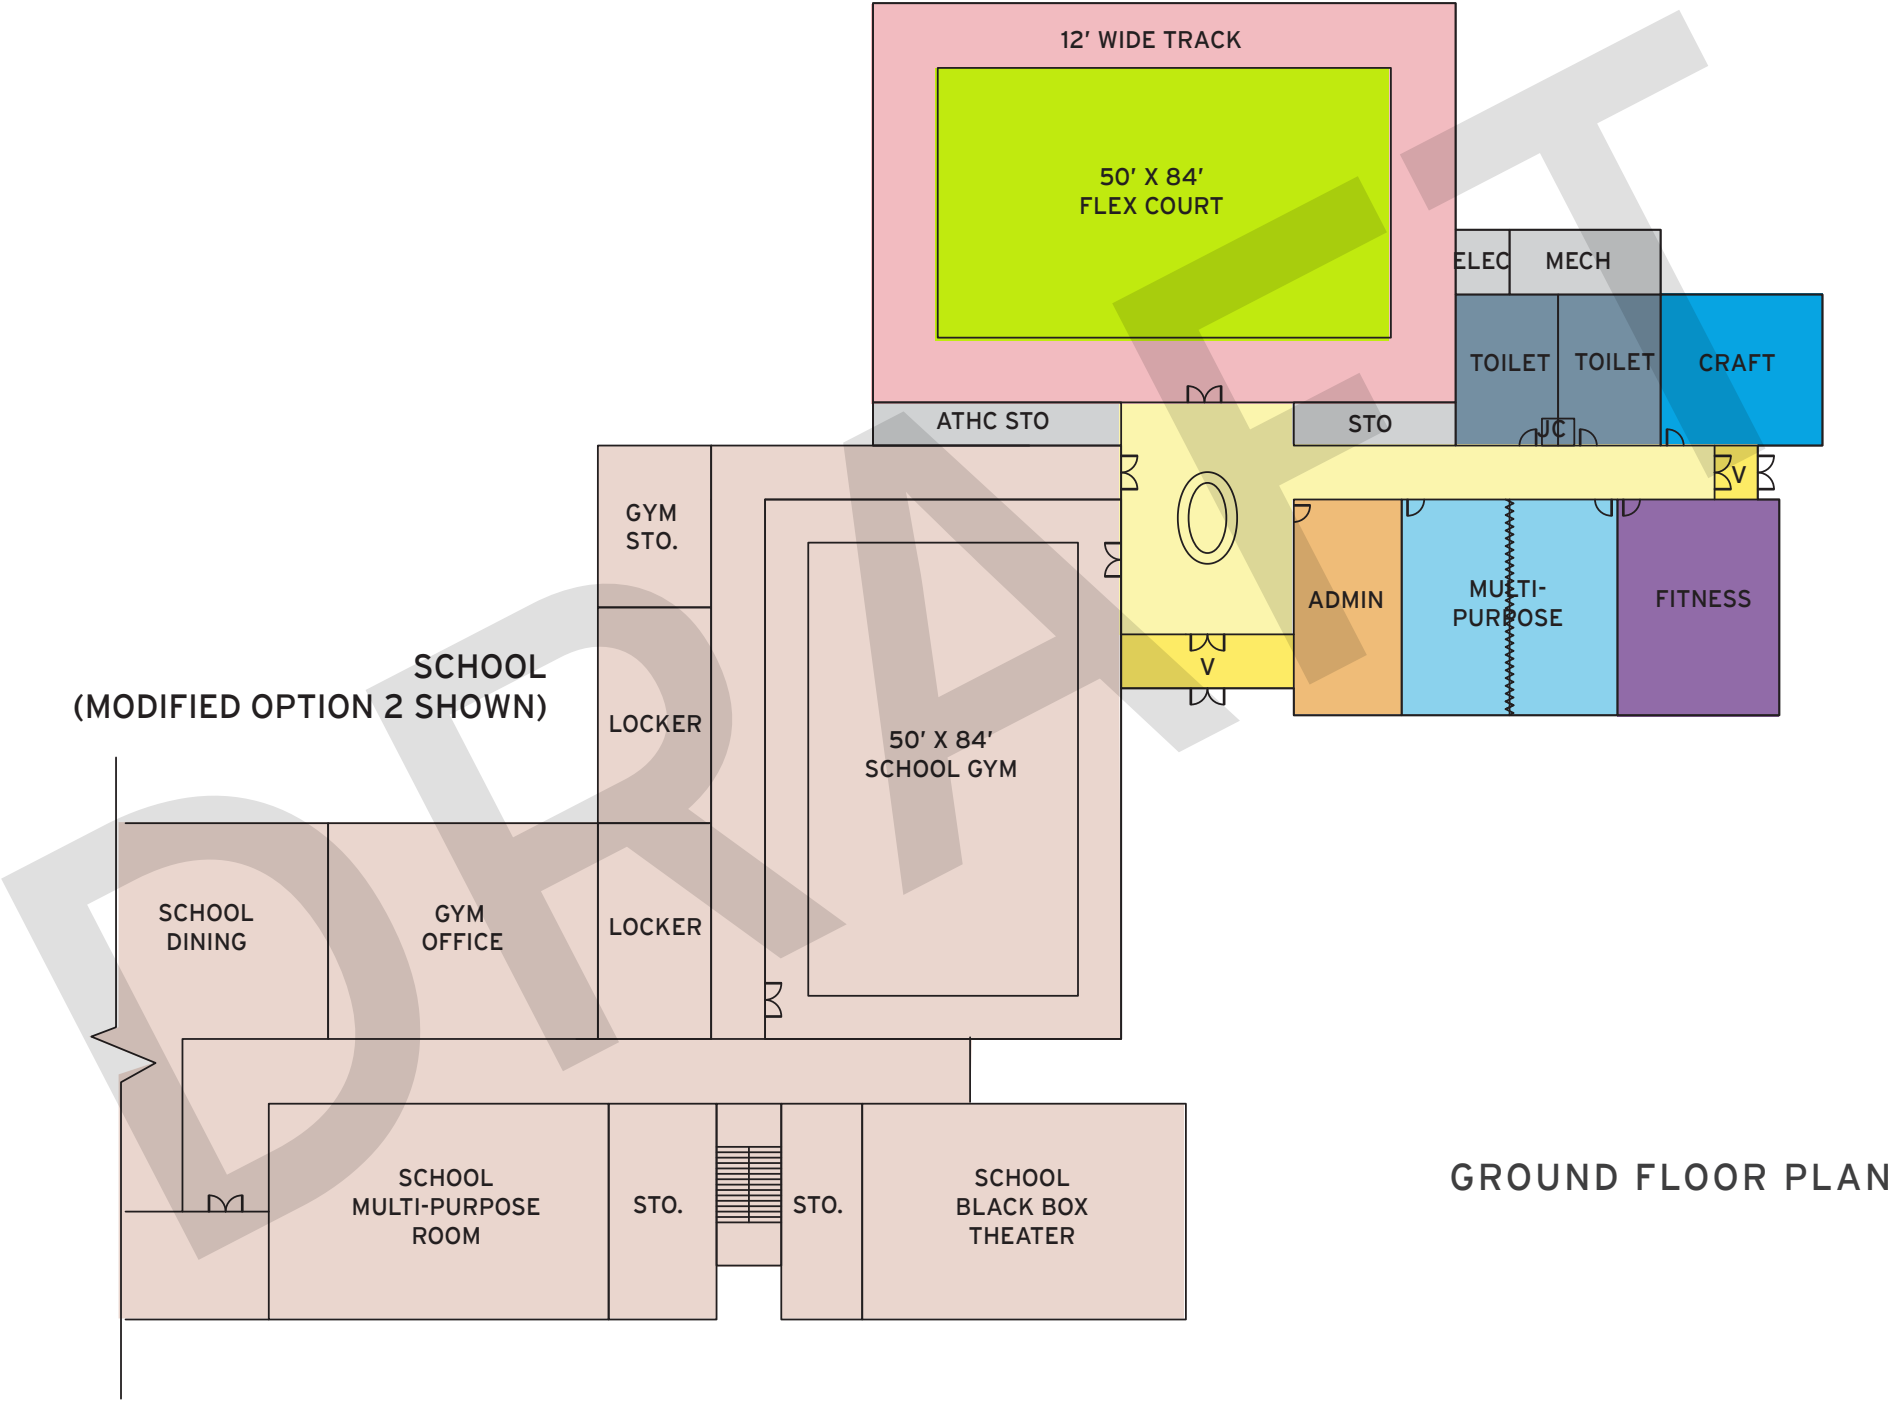 12' WIDE TRACK
50' X 84'
FLEX COURT
ELEC
MECH
TOILET
TOILET
CRAFT
JC
ATHC STO
STO
V
GYM
STO.
ADMIN
MULTI-
PURPOSE
FITNESS
V
SCHOOL
(MODIFIED OPTION 2 SHOWN)
LOCKER
50' X 84'
SCHOOL GYM
SCHOOL
DINING
GYM
OFFICE
LOCKER
SCHOOL
MULTI-PURPOSE
ROOM
STO.
STO.
SCHOOL
BLACK BOX
THEATER
GROUND FLOOR PLAN
DRAFT